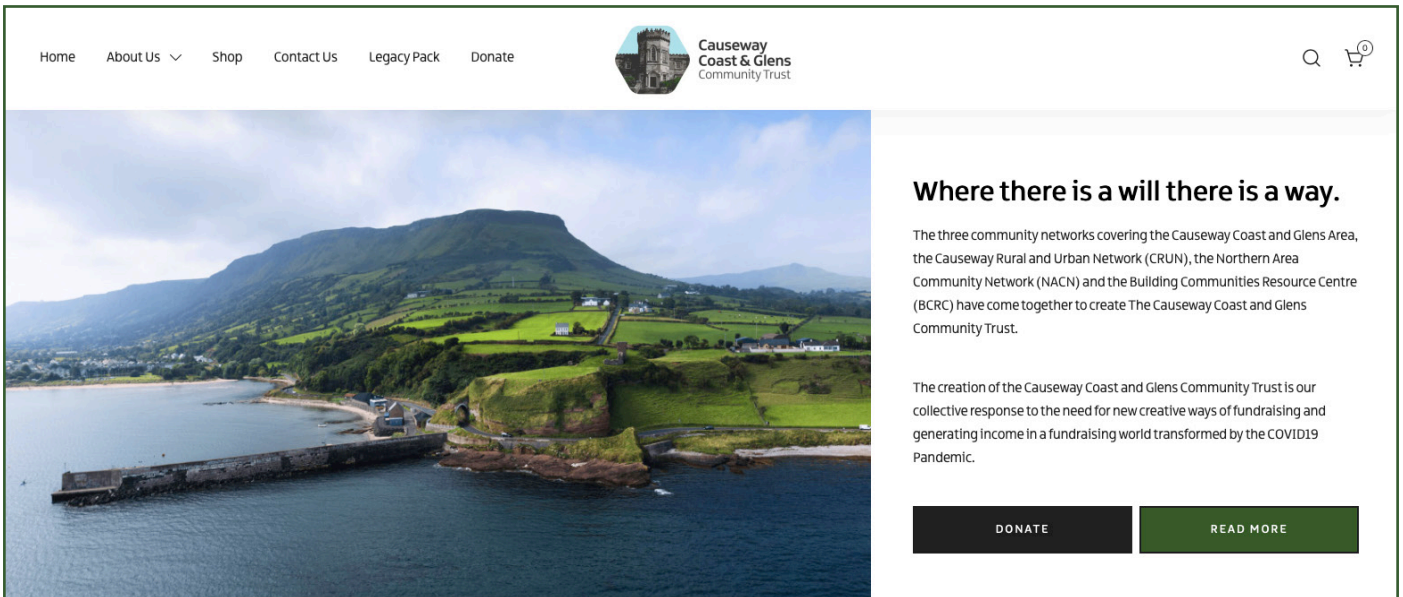 Home About Us Shop Contact Us Legacy Pack Donate
Causeway
Coast & Glens
Community Trust
0
Where there is a will there is a way.
The three community networks covering the Causeway Coast and Glens Area,
the Causeway Rural and Urban Network (CRUN), the Northern Area
Community Network (NACN) and the Building Communities Resource Centre
(BCRC) have come together to create The Causeway Coast and Glens
Community Trust.
The creation of the Causeway Coast and Glens Community Trust is our
collective response to the need for new creative ways of fundraising and
generating income in a fundraising world transformed by the COVID19
Pandemic.
DONATE READ MORE